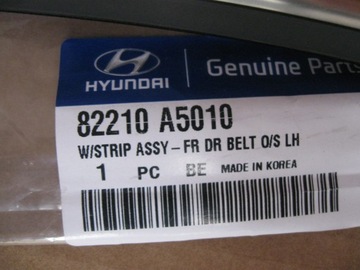 HYUNDAI
Genuine Parts
82210 A5010
W/STRIP ASSY-FR DR BELT O/S LH
1 PC BE MADE IN KOREA